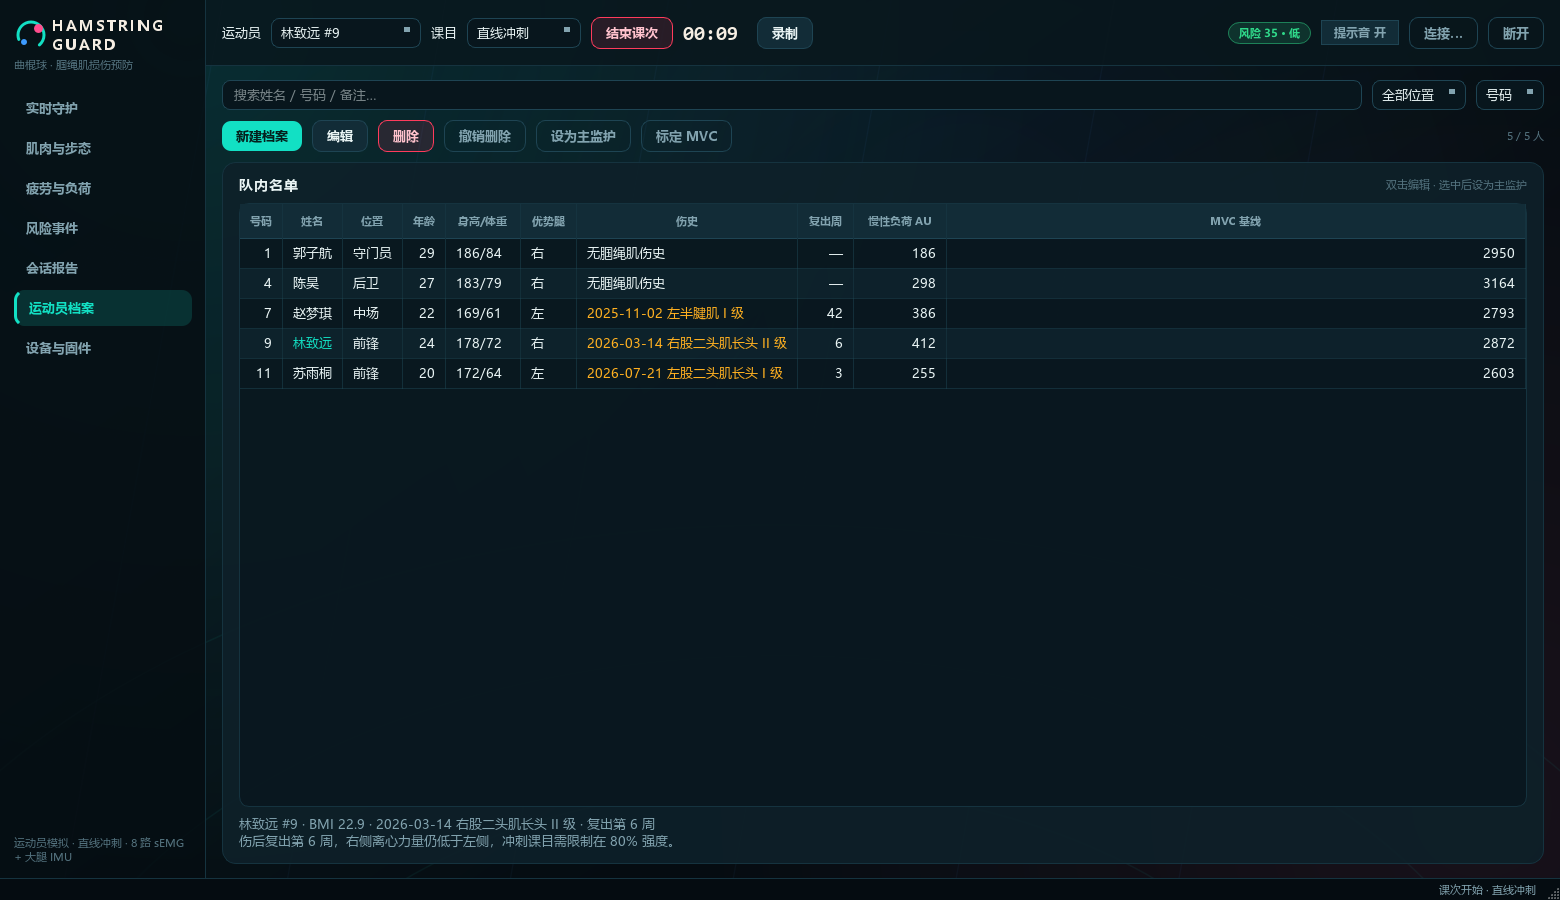 HAMSTRING
GUARD
曲棍球 · 腘绳肌损伤预防
实时守护
肌肉与步态
疲劳与负荷
风险事件
会话报告
运动员档案
设备与固件
运动员模拟 · 直线冲刺 · 8 路 sEMG
+ 大腿 IMU
运动员 林致远 #9 课目 直线冲刺 结束课次 00:09 录制 风险 35 • 低 提示音 开 连接... 断开
搜索姓名 / 号码 / 备注... 全部位置 号码
新建档案 编辑 删除 撤销删除 设为主监护 标定 MVC 5 / 5 人
队内名单 双击编辑 · 选中后设为主监护
号码 姓名 位置 年龄 身高/体重 优势腿 伤史 复出周 慢性负荷 AU MVC 基线
1 郭子航 守门员 29 186/84 右 无腘绳肌伤史 — 186 2950
4 陈昊 后卫 27 183/79 右 无腘绳肌伤史 — 298 3164
7 赵梦琪 中场 22 169/61 左 2025-11-02 左半腱肌 I 级 42 386 2793
9 林致远 前锋 24 178/72 右 2026-03-14 右股二头肌长头 II 级 6 412 2872
11 苏雨桐 前锋 20 172/64 左 2026-07-21 左股二头肌长头 I 级 3 255 2603
林致远 #9 · BMI 22.9 · 2026-03-14 右股二头肌长头 II 级 · 复出第 6 周
伤后复出第 6 周，右侧离心力量仍低于左侧，冲刺课目需限制在 80% 强度。
课次开始 · 直线冲刺